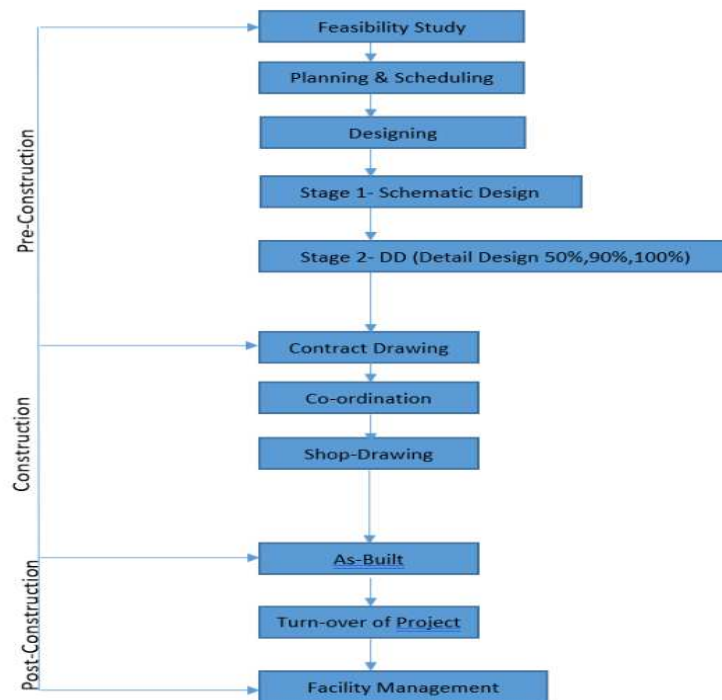 Feasibility Study
Planning & Scheduling
Designing
Stage 1- Schematic Design
Stage 2- DD (Detail Design 50%,90%,100%)
Pre-Construction
Contract Drawing
Co-ordination
Shop-Drawing
Construction
As-Built
Turn-over of Project
Facility Management
Post-Construction